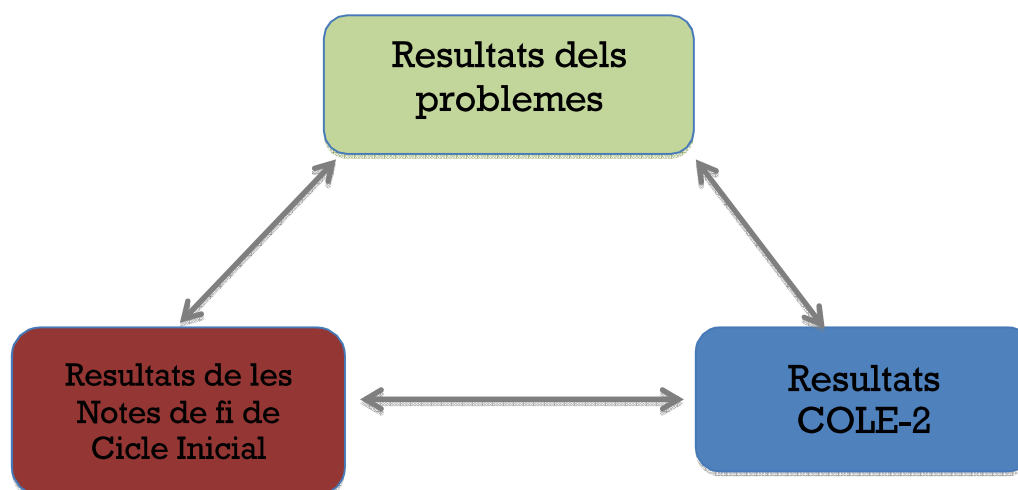 Resultats dels
problemes
Resultats de les
Notes de fi de
Cicle Inicial
Resultats
COLE-2